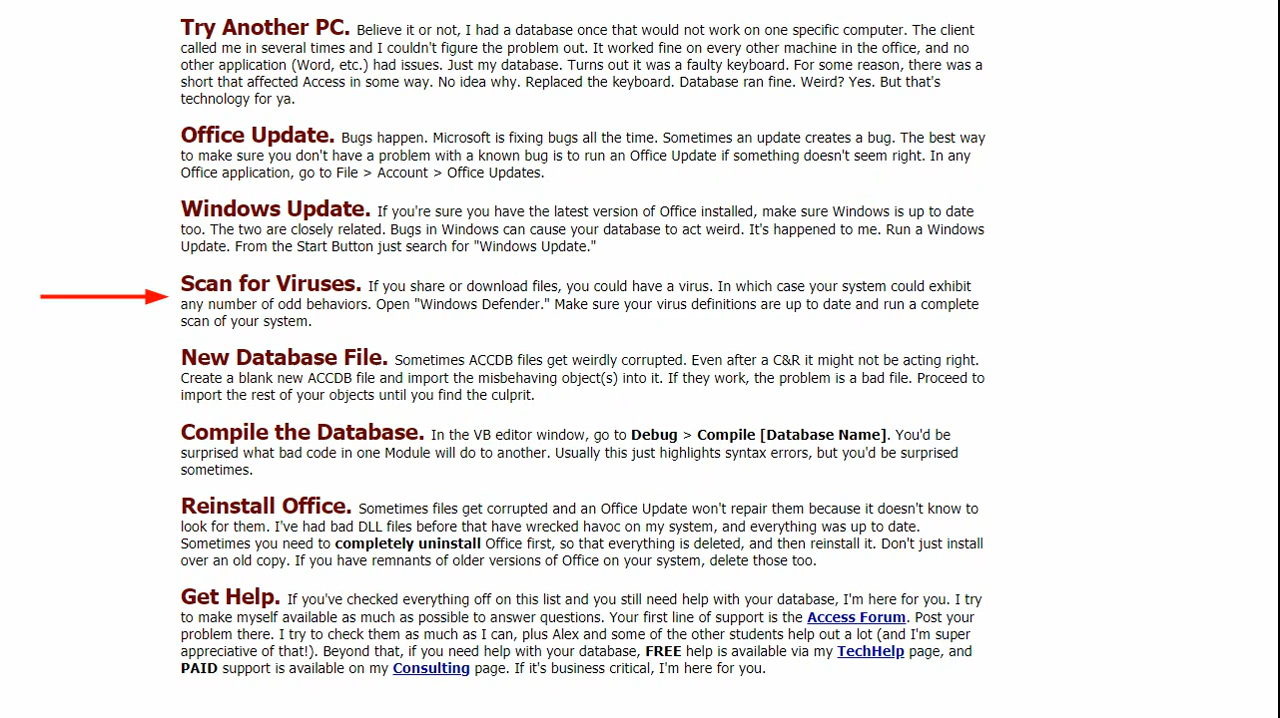 Try Another PC. Believe it or not, I had a database once that would not work on one specific computer. The client
called me in several times and I couldn't figure the problem out. It worked fine on every other machine in the office, and no
other application (Word, etc.) had issues. Just my database. Turns out it was a faulty keyboard. For some reason, there was a
short that affected Access in some way. No idea why. Replaced the keyboard. Database ran fine. Weird? Yes. But that's
technology for ya.
Office Update. Bugs happen. Microsoft is fixing bugs all the time. Sometimes an update creates a bug. The best way
to make sure you don't have a problem with a known bug is to run an Office Update if something doesn't seem right. In any
Office application, go to File > Account > Office Updates.
Windows Update. If you're sure you have the latest version of Office installed, make sure Windows is up to date
too. The two are closely related. Bugs in Windows can cause your database to act weird. It's happened to me. Run a Windows
Update. From the Start Button just search for "Windows Update."
Scan for Viruses. If you share or download files, you could have a virus. In which case your system could exhibit
any number of odd behaviors. Open "Windows Defender." Make sure your virus definitions are up to date and run a complete
scan of your system.
New Database File. Sometimes ACCDB files get weirdly corrupted. Even after a C&R it might not be acting right.
Create a blank new ACCDB file and import the misbehaving object(s) into it. If they work, the problem is a bad file. Proceed to
import the rest of your objects until you find the culprit.
Compile the Database. In the VB editor window, go to Debug > Compile [Database Name]. You'd be
surprised what bad code in one Module will do to another. Usually this just highlights syntax errors, but you'd be surprised
sometimes.
Reinstall Office. Sometimes files get corrupted and an Office Update won't repair them because it doesn't know to
look for them. I've had bad DLL files before that have wrecked havoc on my system, and everything was up to date.
Sometimes you need to completely uninstall Office first, so that everything is deleted, and then reinstall it. Don't just install
over an old copy. If you have remnants of older versions of Office on your system, delete those too.
Get Help. If you've checked everything off on this list and you still need help with your database, I'm here for you. I try
to make myself available as much as possible to answer questions. Your first line of support is the Access Forum. Post your
problem there. I try to check them as much as I can, plus Alex and some of the other students help out a lot (and I'm super
appreciative of that!). Beyond that, if you need help with your database, FREE help is available via my TechHelp page, and
PAID support is available on my Consulting page. If it's business critical, I'm here for you.